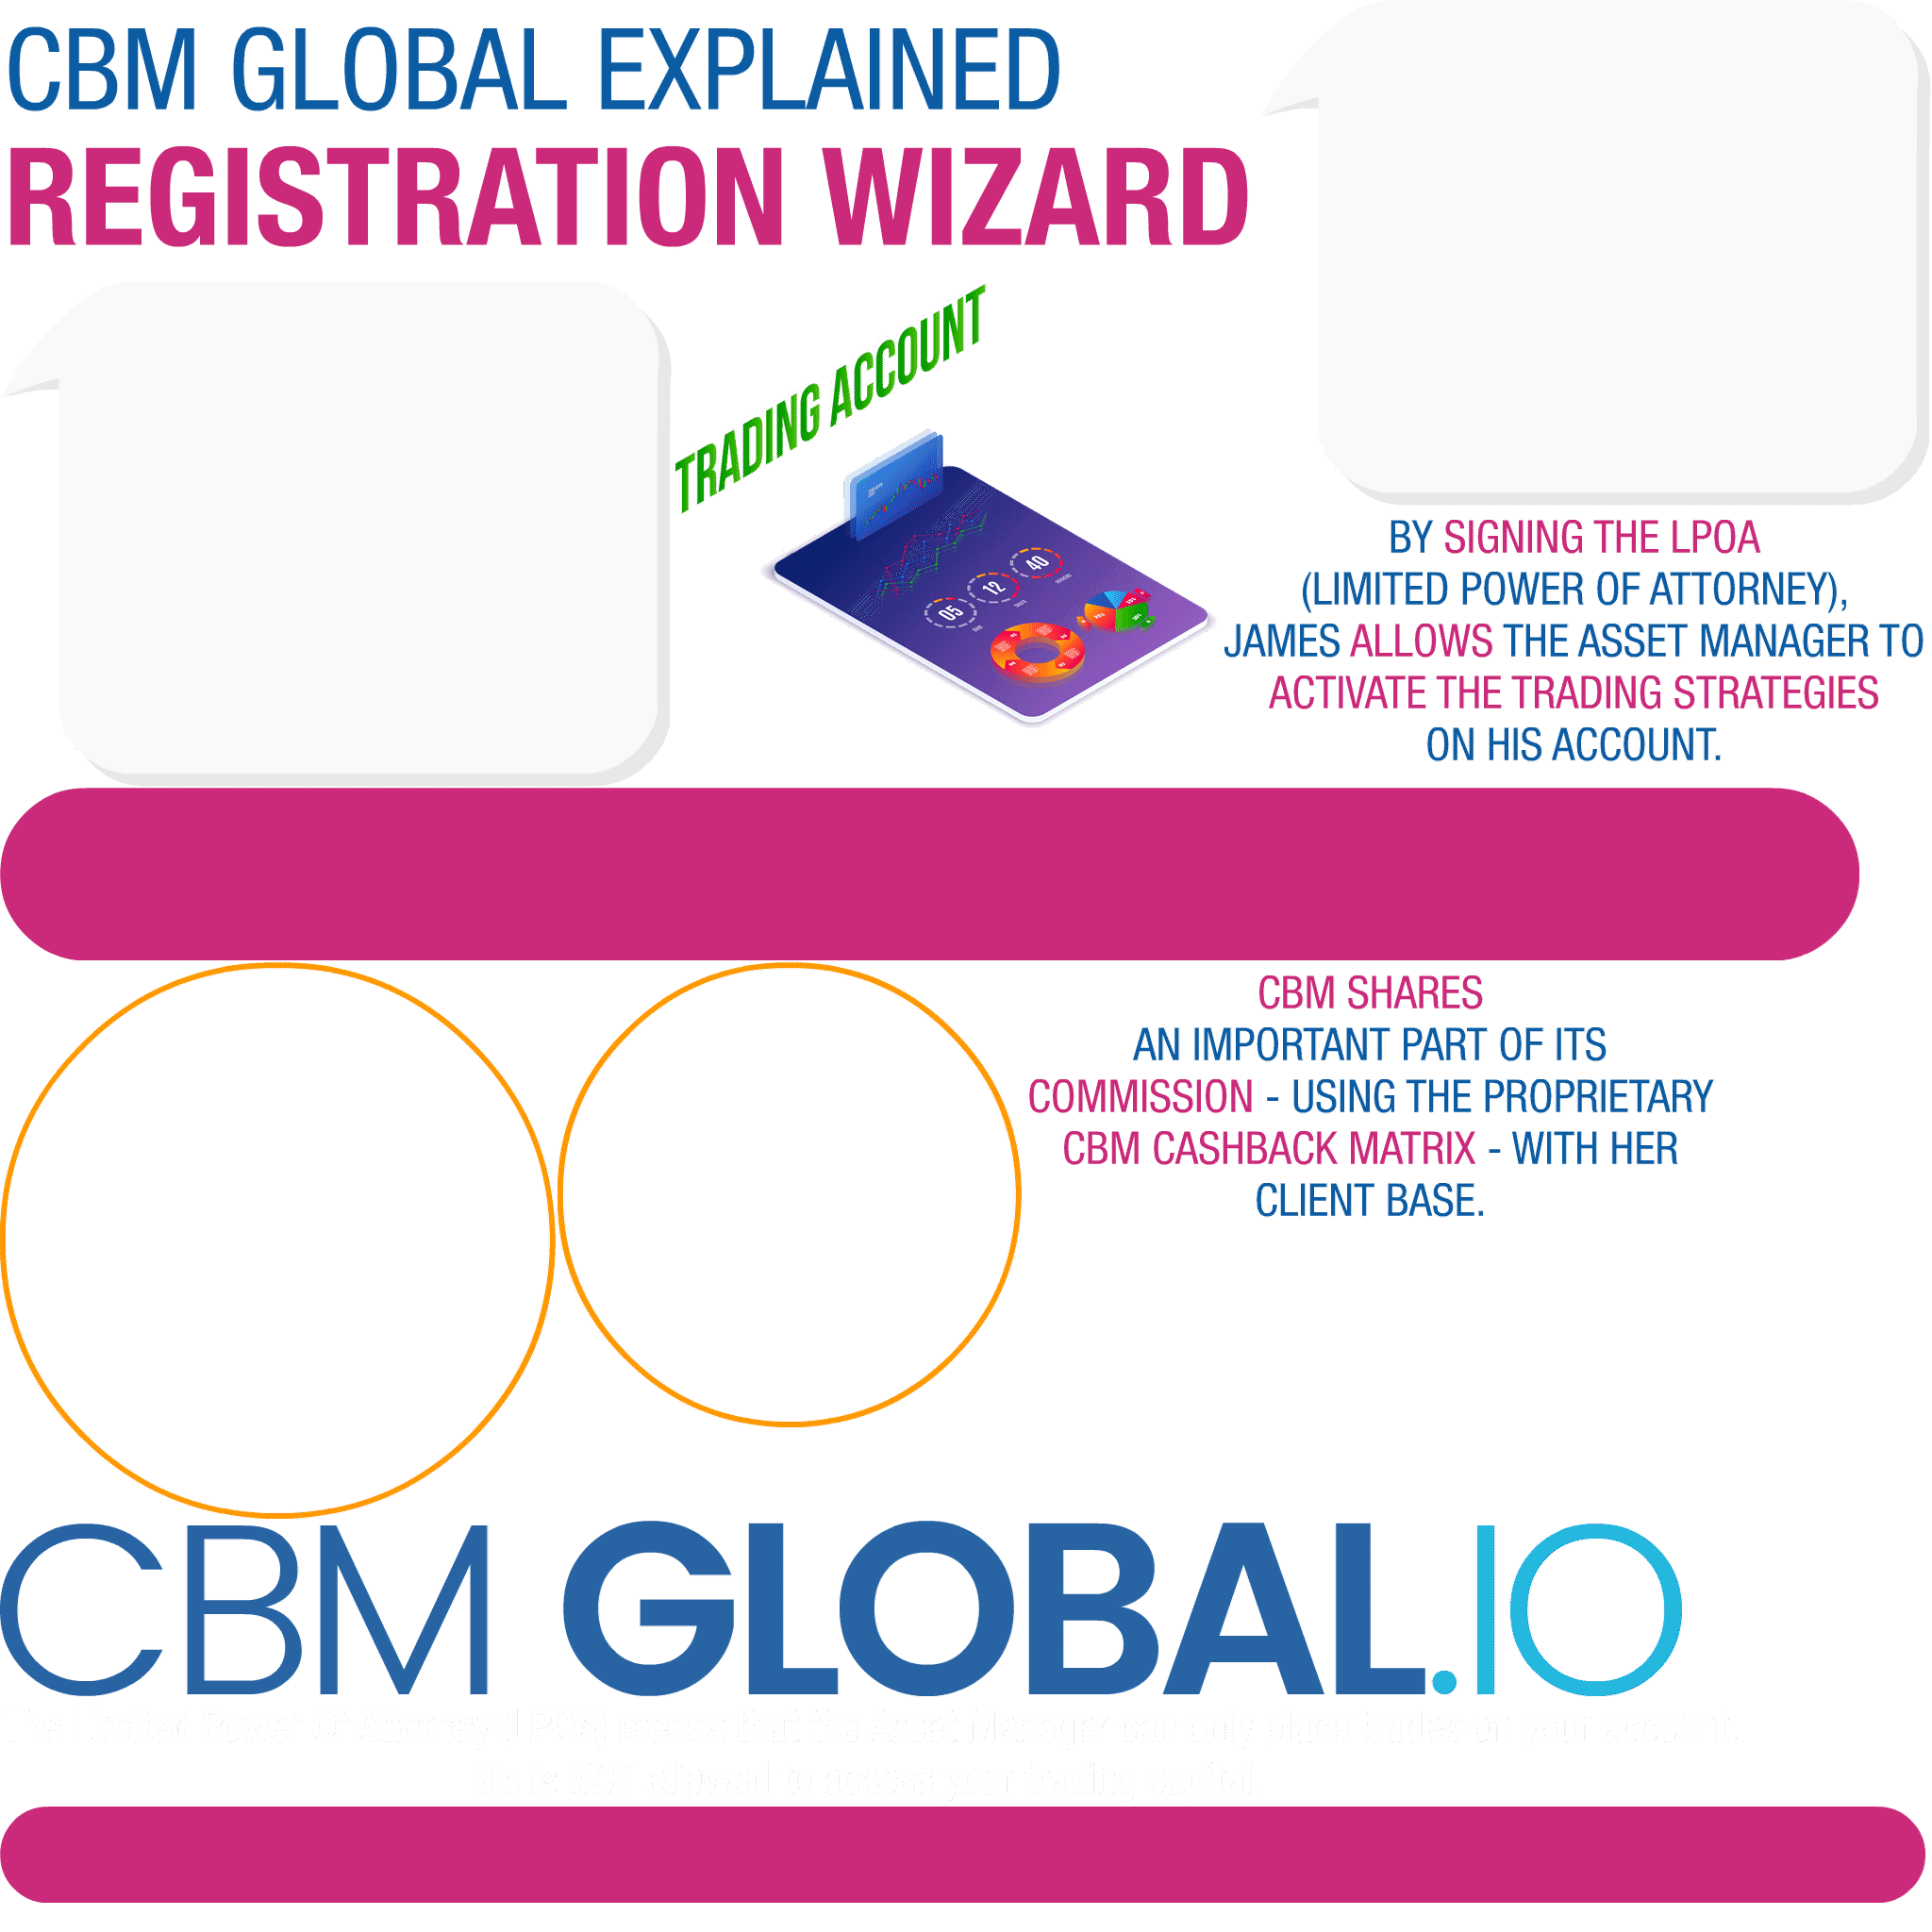 CBM GLOBAL EXPLAINED
REGISTRATION WIZARD
TRADING ACCOUNT
05
12
40
BY SIGNING THE LPOA
(LIMITED POWER OF ATTORNEY),
JAMES ALLOWS THE ASSET MANAGER TO
ACTIVATE THE TRADING STRATEGIES
ON HIS ACCOUNT.
CBM SHARES
AN IMPORTANT PART OF ITS
COMMISSION - USING THE PROPRIETARY
CBM CASHBACK MATRIX - WITH HER
CLIENT BASE.
CBM GLOBAL.IO
The Limited Power Of Attorney (LPOA) means that the Asset Manager can only place trades on your account.
allowed to access your trading capital.